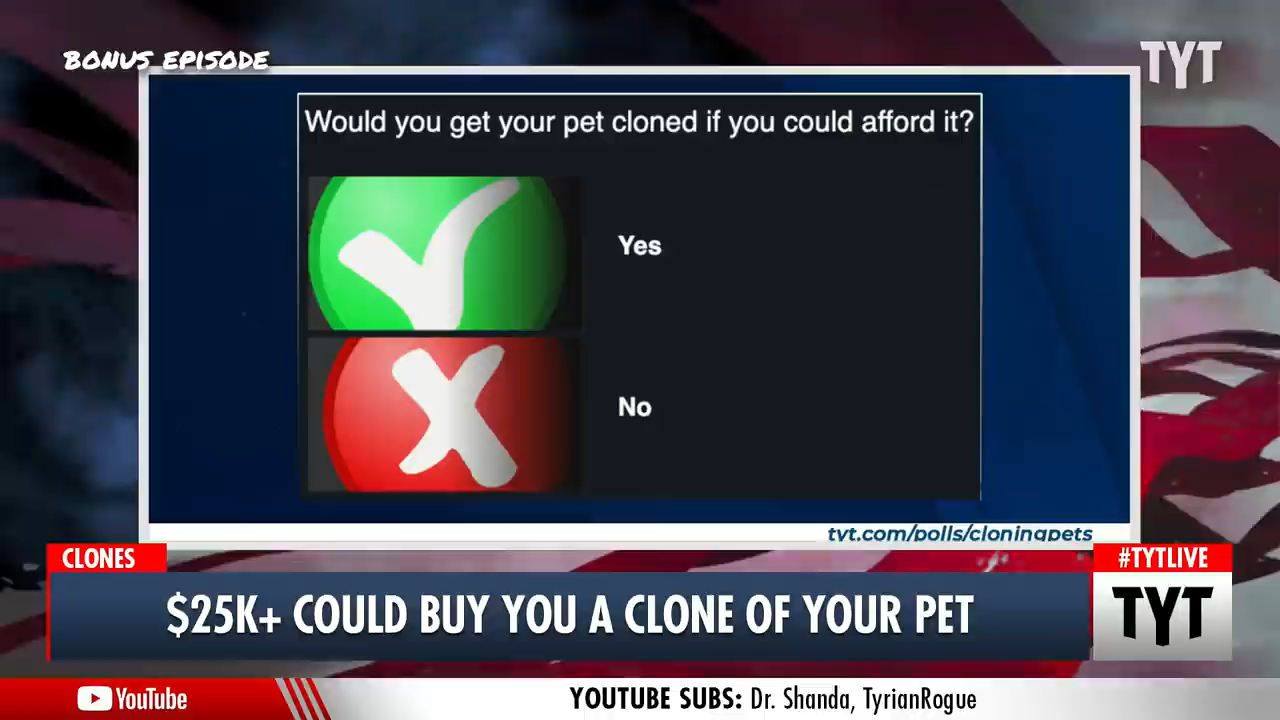 BONUS EPISODE
TYT
Would you get your pet cloned if you could afford it?
Yes
No
tyt.com/polls/cloningpets
CLONES
#TYTLIVE
$25K+ COULD BUY YOU A CLONE OF YOUR PET
TYT
YouTube
YOUTUBE SUBS: Dr. Shanda, TyrianRogue